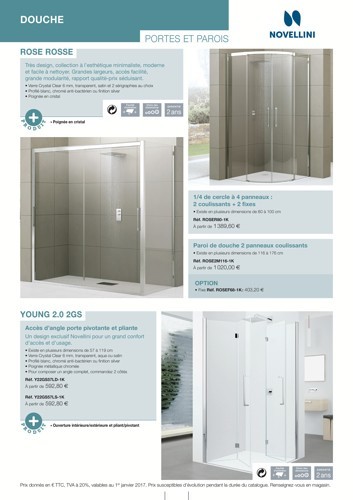 DOUCHE
NOVELLINI
PORTES ET PAROIS
ROSE ROSSE
Très design, collection à l'esthétique minimaliste, moderne
et facile à nettoyer. Grandes largeurs, accès facilité,
grande modularité, rapport qualité-prix séduisant.
• Verre Crystal Clear 6 mm, transparent, satin et 2 sérigraphies au choix
• Profilé blanc, chromé anti-bactérien ou finition silver
• Poignée en cristal
2 ans
PRODUIT
• Poignée en cristal
1/4 de cercle à 4 panneaux :
2 coulissants + 2 fixes
• Existe en plusieurs dimensions de 80 à 100 cm
Réf. ROSER80-1K
À partir de 1 389,60 €
Paroi de douche 2 panneaux coulissants
• Existe en plusieurs dimensions de 116 à 178 cm
Réf. ROSE2M116-1K
À partir de 1 020,00 €
OPTION
• Fixe Réf. ROSEF66-1K : 403,20 €
YOUNG 2.0 2GS
Accès d'angle porte pivotante et pliante
Un design exclusif Novellini pour un grand confort
d'accès et d'usage.
• Existe en plusieurs dimensions de 57 à 119 cm
• Verre Crystal Clear 6 mm, transparent, aqua ou satin
• Profilé blanc, chromé anti-bactérien ou finition silver
• Poignée métallique chromée
• Pour composer un angle complet, commandez 2 côtés
Réf. Y22GS57LD-1K
À partir de 592,80 €
Réf. Y22GS57LS-1K
À partir de 592,80 €
PRODUIT
• Ouverture intérieure/extérieure et pliant/pivotant
2 ans
Prix donnés en € TTC, TVA à 20%, valables au 1er janvier 2017. Prix susceptibles d'évolution pendant la durée du catalogue. Renseignez-vous en magasin.